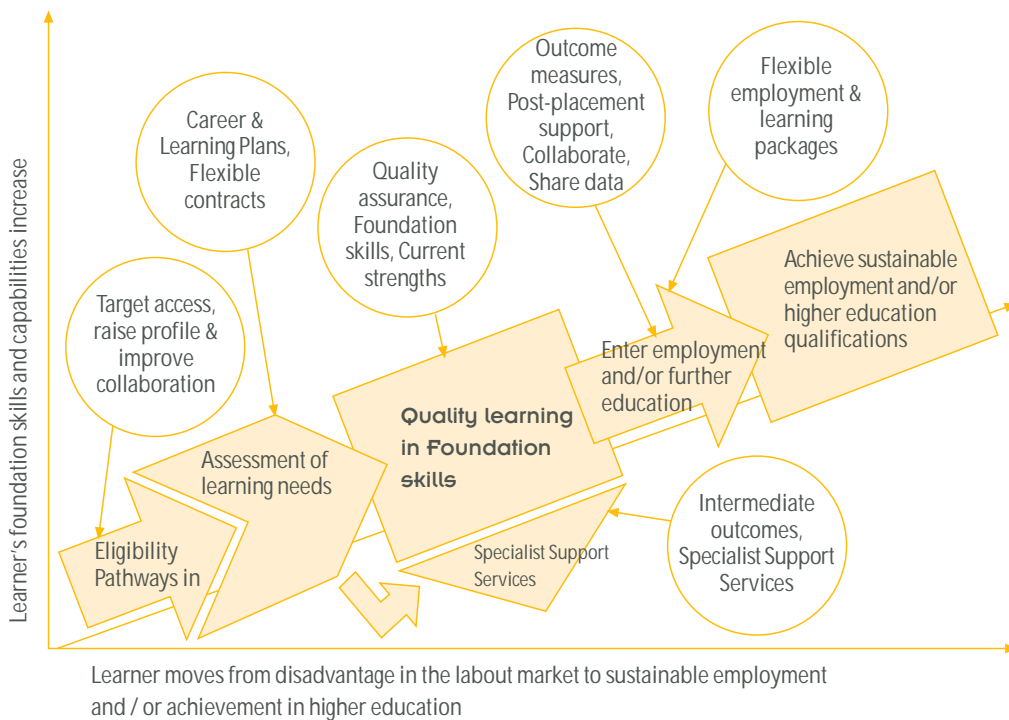 Learner's foundation skills and capabilities increase
Target access,
raise profile &
improve
collaboration
Career &
Learning Plans,
Flexible
contracts
Quality
assurance,
Foundation
skills, Current
strengths
Outcome
measures,
Post-placement
support,
Collaborate,
Share data
Flexible
employment &
learning
packages
Eligibility
Pathways in
Assessment of
learning needs
Quality learning
in Foundation
skills
Specialist Support
Services
Enter employment
and/or further
education
Achieve sustainable
employment and/or
higher education
qualifications
Intermediate
outcomes,
Specialist Support
Services
Learner moves from disadvantage in the labout market to sustainable employment
and / or achievement in higher education